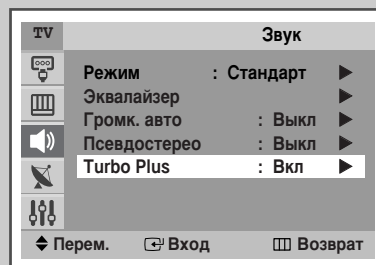 TV Звук
Режим : Стандарт
Эквалайзер
Громк. авто : Выкл
Псевдостерео : Выкл
Turbo Plus : Вкл
Перем. Вход Возврат